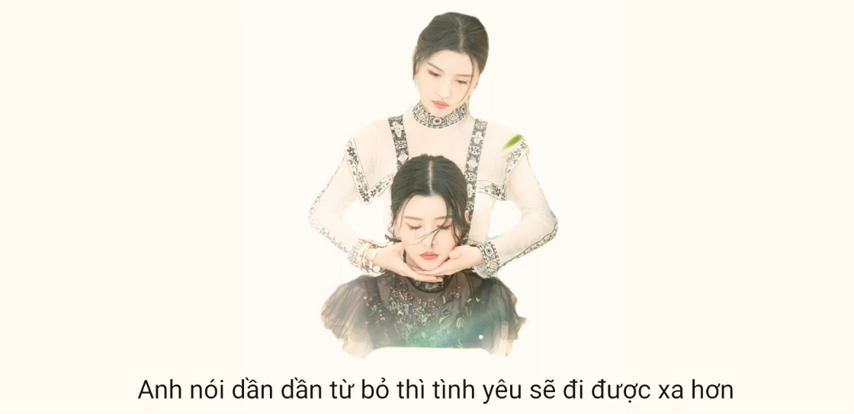 Anh nói dần dần từ bỏ thì tình yêu sẽ đi được xa hơn